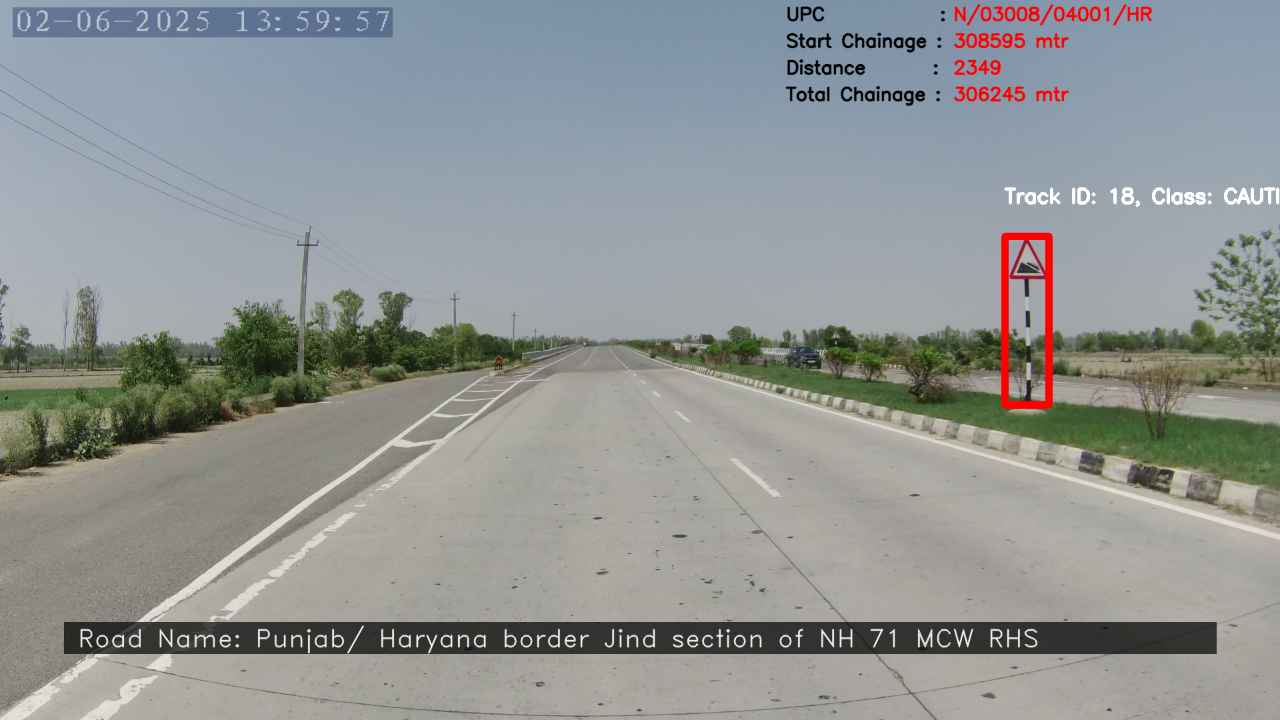 02-06-2025 13:59:57
UPC : N/03008/04001/HR
Start Chainage : 308595 mtr
Distance : 2349
Total Chainage : 306245 mtr
Track ID: 18, Class: CAUTI
Road Name: Punjab/ Haryana border Jind section of NH 71 MCW RHS